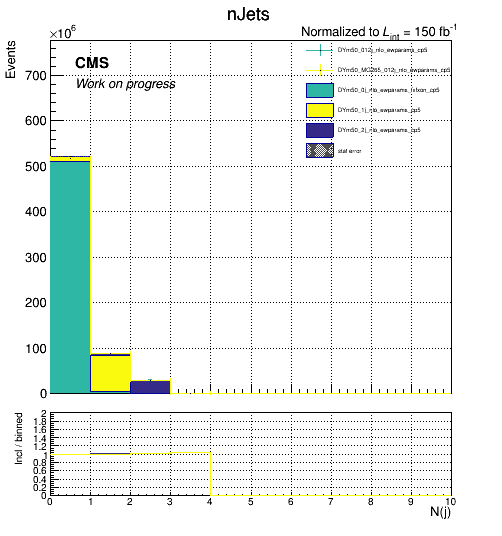 nJets
×10⁶
Normalized to L_int = 150 fb⁻¹
Events
CMS
Work on progress
DYm50_012j_nlo_ewparams_cp5
DYm50_MG265_012j_nlo_ewparams_cp5
DYm50_1j_nlo_ewparams_cp5
DYm50_2j_nlo_ewparams_cp5
stat error
700
600
500
400
300
200
100
0
Incl / binned
2
1.8
1.6
1.4
1.2
1
0.8
0.6
0.4
0.2
0
0 1 2 3 4 5 6 7 8 9 10
N(j)